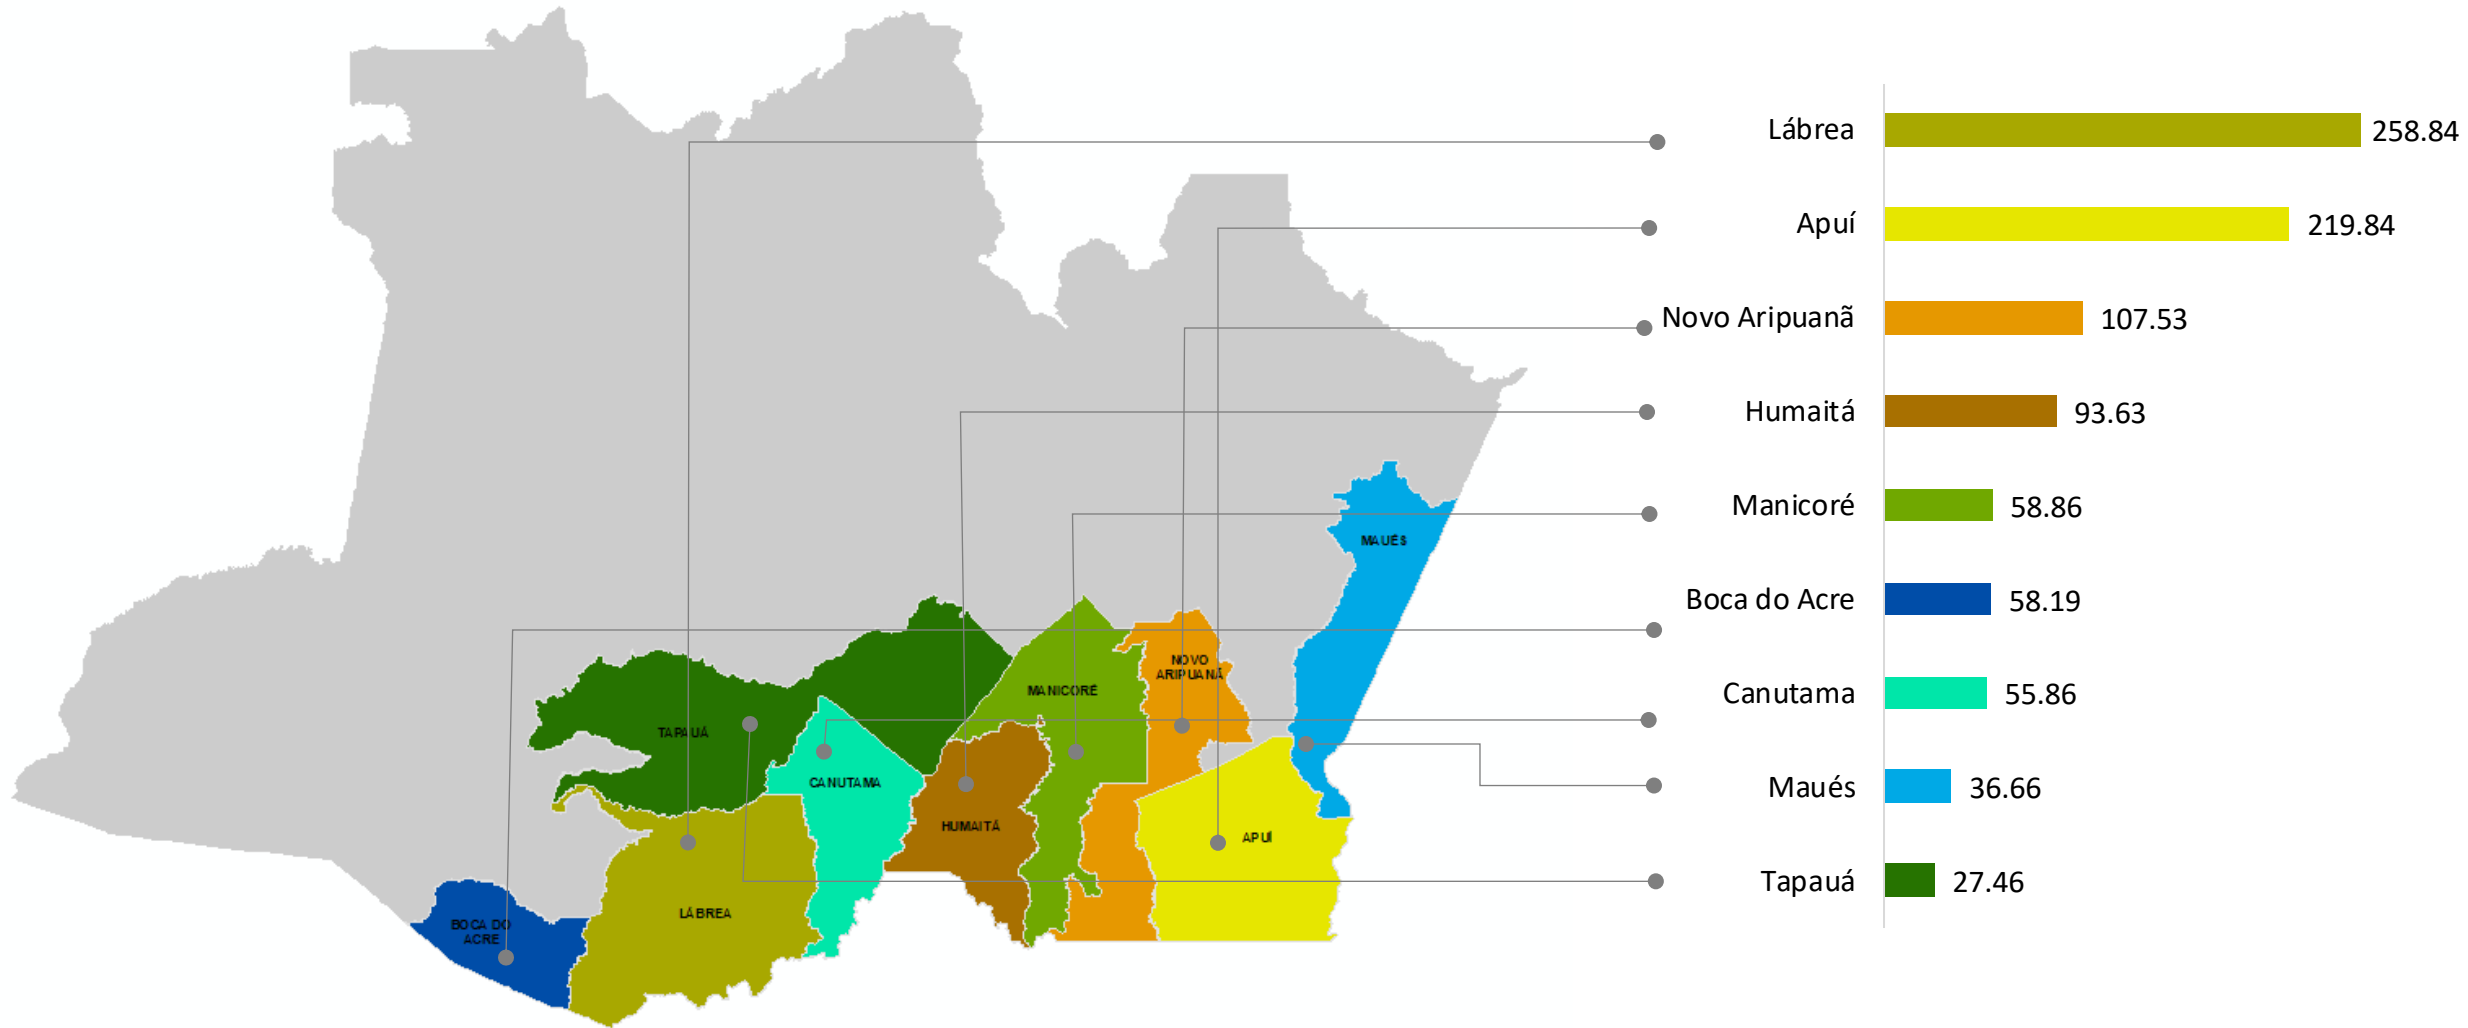 Lábrea 258.84
Apuí 219.84
Novo Aripuanã 107.53
Humaitá 93.63
Manicoré 58.86
Boca do Acre 58.19
Canutama 55.86
Maués 36.66
Tapauá 27.46
MAUÉS
NOVO
ARIPUANÃ
MANICORÉ
TAPAUÁ
CANUTAMA
HUMAITÁ
APUÍ
LÁBREA
BOCA DO
ACRE